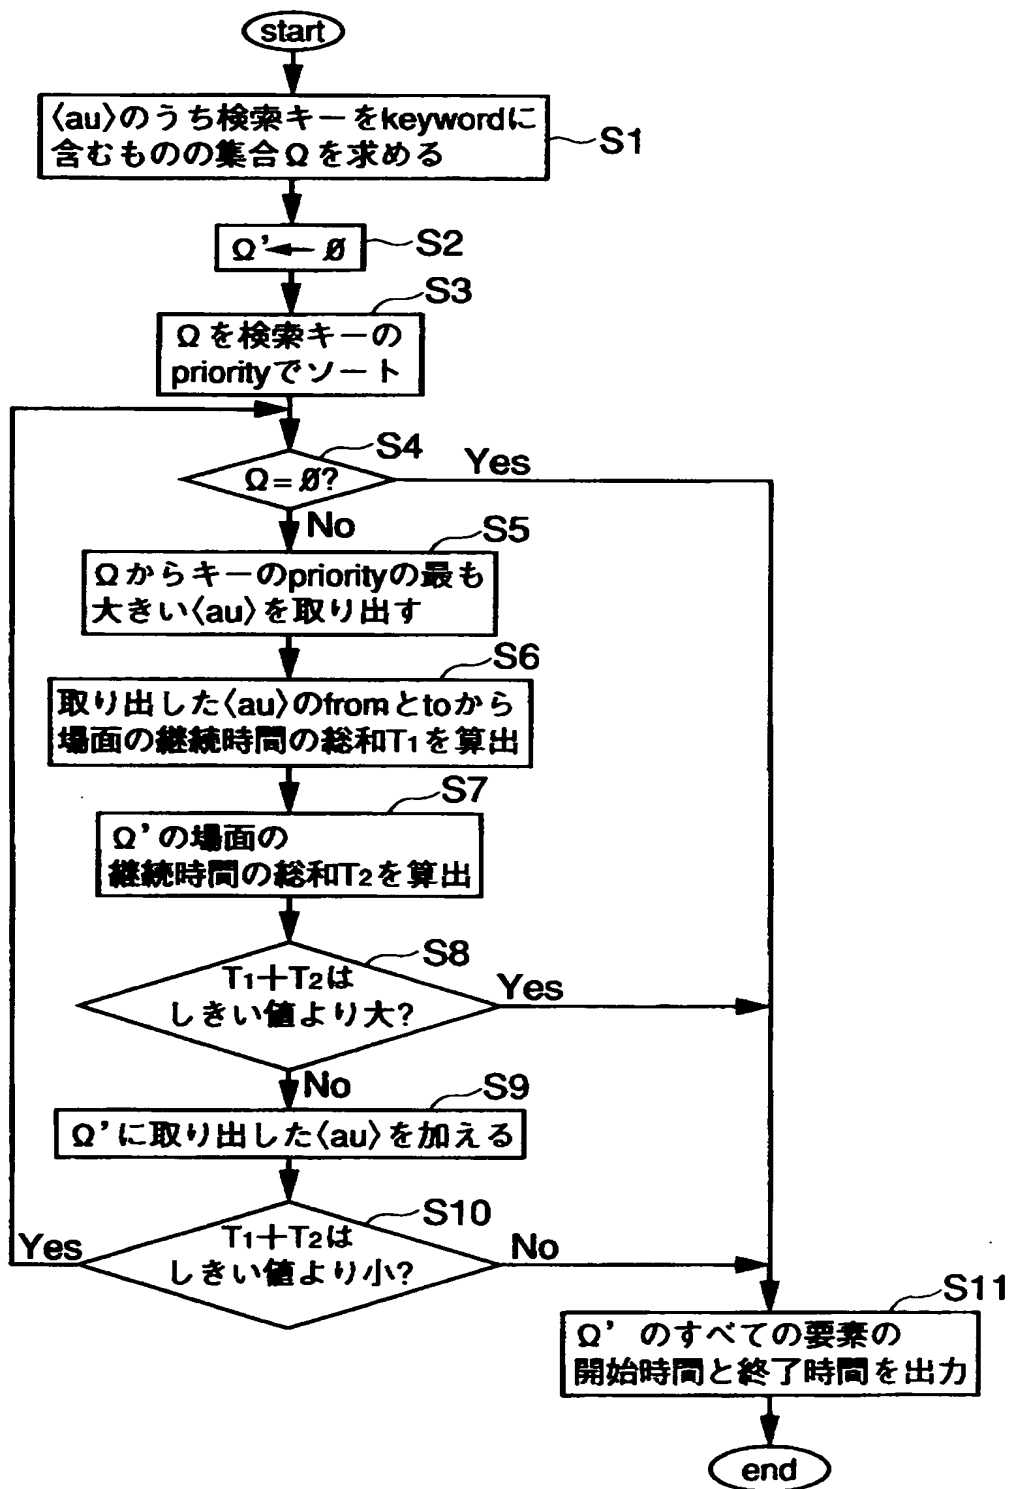 start
〈au〉のうち検索キーをkeywordに
含むものの集合Ωを求める
S1
Ω'← Ø
S2
S3
Ωを検索キーの
priorityでソート
S4
Ω=Ø?
Yes
No
S5
Ωからキーのpriorityの最も
大きい〈au〉を取り出す
S6
取り出した〈au〉のfromとtoから
場面の継続時間の総和T1を算出
S7
Ω'の場面の
継続時間の総和T2を算出
S8
T1+T2は
しきい値より大?
Yes
No
S9
Ω'に取り出した〈au〉を加える
S10
T1+T2は
しきい値より小?
Yes
No
S11
Ω'のすべての要素の
開始時間と終了時間を出力
end